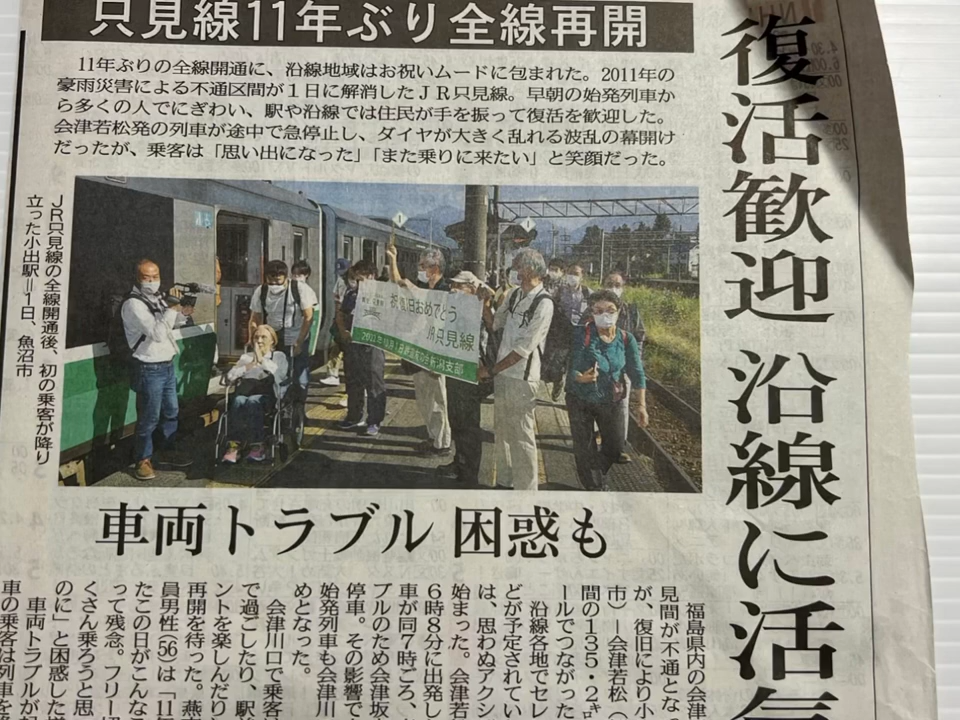 只見線11年ぶり全線再開
復活歓迎 沿線に活気
11年ぶりの全線開通に、沿線地域はお祝いムードに包まれた。2011年の
豪雨災害による不通区間が1日に解消したJR只見線。早朝の始発列車か
ら多くの人でにぎわい、駅や沿線では住民が手を振って復活を歓迎した。
会津若松発の列車が途中で急停止し、ダイヤが大きく乱れる波乱の幕開け
だったが、乗客は「思い出になった」「また乗りに来たい」と笑顔だった。
JR只見線の全線開通後、初の乗客が降り
立った小出駅=1日、魚沼市
おめでとう
JR只見線
車両トラブル 困惑も
福島県内の会津
見間が不通とな
が、復旧により小
市)―会津若松(
間の135・2㌔
ールでつながった
沿線各地でセレ
どが予定されてい
は、思わぬアクシ
始まった。会津若
6時8分に出発し
車が同7時ごろ、
ブルのため会津坂
停車。その影響で
始発列車も会津川
めとなった。
会津川口で乗客
で過ごしたり、駅
ントを楽しんだり
再開を待った。燕
員男性(56)は「11年
たこの日がこんな
って残念。フリー
くさん乗ろうと思
のに」と困惑した
車両トラブルが
車の乗客は列車を